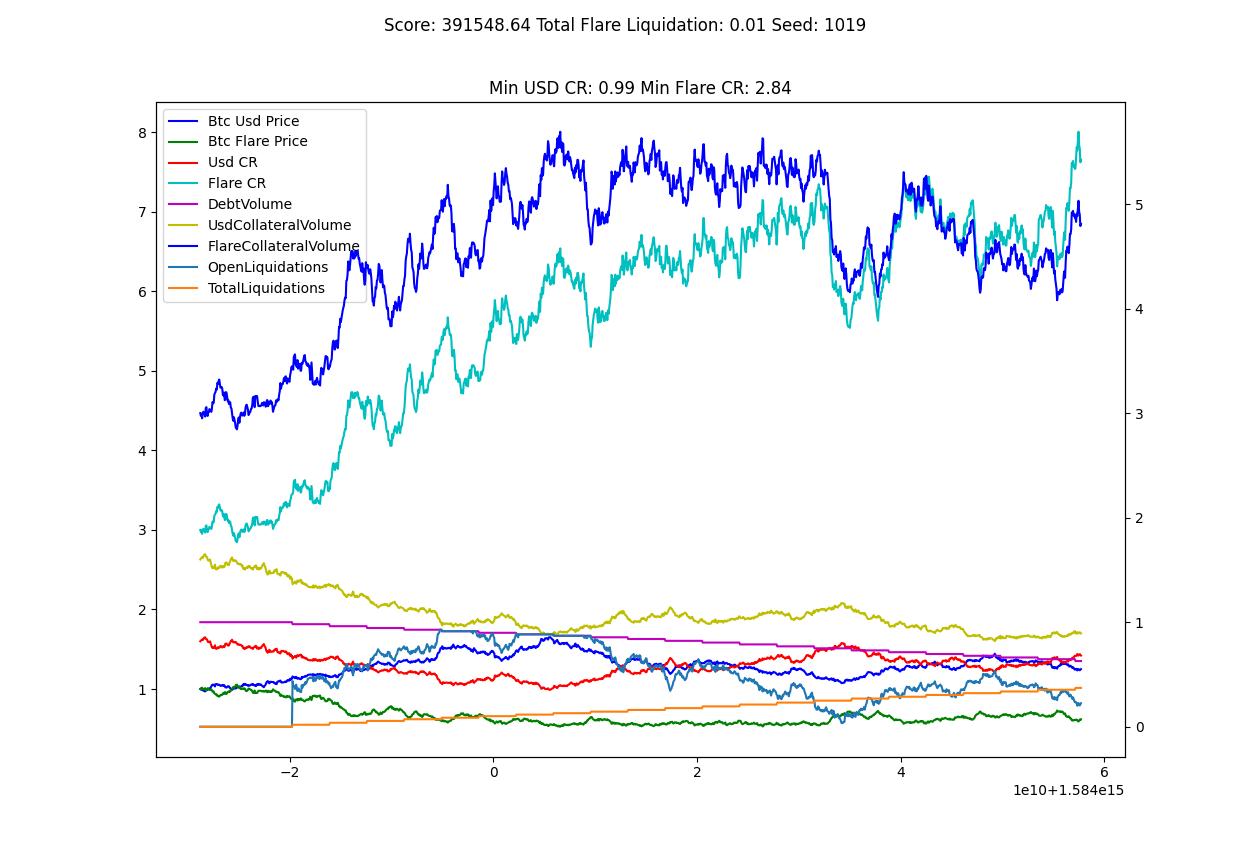 Score: 391548.64 Total Flare Liquidation: 0.01 Seed: 1019
Min USD CR: 0.99 Min Flare CR: 2.84
Btc Usd Price
Btc Flare Price
Usd CR
Flare CR
DebtVolume
UsdCollateralVolume
FlareCollateralVolume
OpenLiquidations
TotalLiquidations
8
7
6
5
4
3
2
1
5
4
3
2
1
0
−2
0
2
4
6
1e10+1.584e15